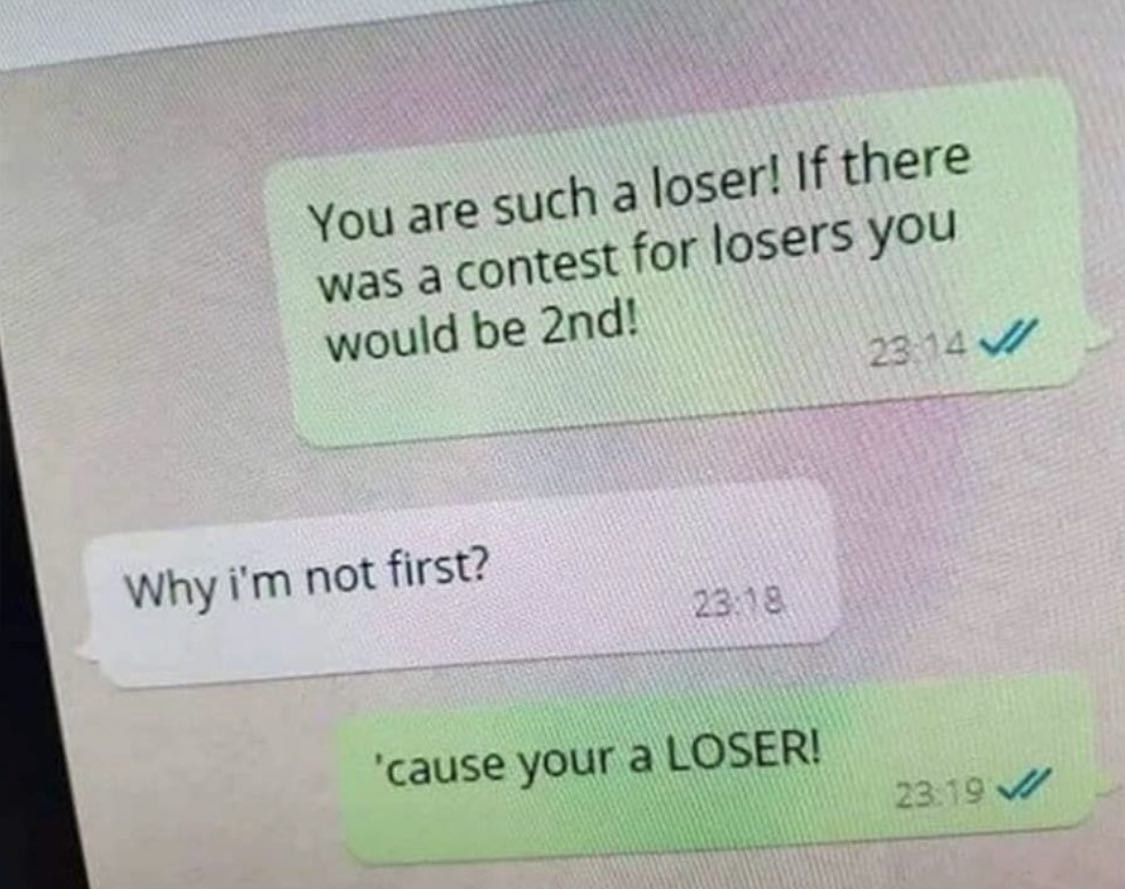 You are such a loser! If there
was a contest for losers you
would be 2nd!
23:14
Why i'm not first?
23:18
'cause your a LOSER!
23:19